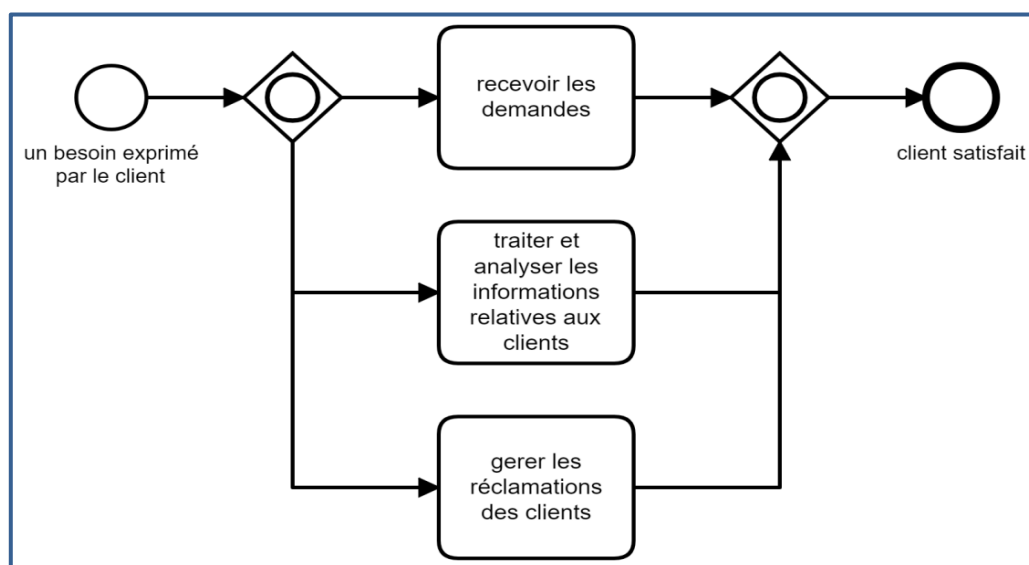 un besoin exprimé
par le client
recevoir les
demandes
client satisfait
traiter et
analyser les
informations
relatives aux
clients
gerer les
réclamations
des clients